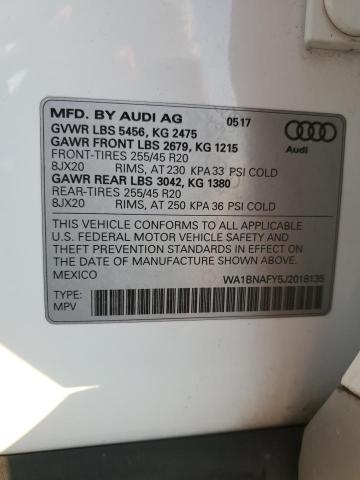 MFD. BY AUDI AG 0517
GVWR LBS 5456, KG 2475
GAWR FRONT LBS 2679, KG 1215
FRONT-TIRES 255/45 R20
8JX20 RIMS, AT 230 KPA 33 PSI COLD
GAWR REAR LBS 3042, KG 1380
REAR-TIRES 255/45 R20
8JX20 RIMS, AT 250 KPA 36 PSI COLD
Audi
THIS VEHICLE CONFORMS TO ALL APPLICABLE
U.S. FEDERAL MOTOR VEHICLE SAFETY AND
THEFT PREVENTION STANDARDS IN EFFECT ON
THE DATE OF MANUFACTURE SHOWN ABOVE.
MEXICO
WA1BNAFY5J2018135
TYPE:
MPV